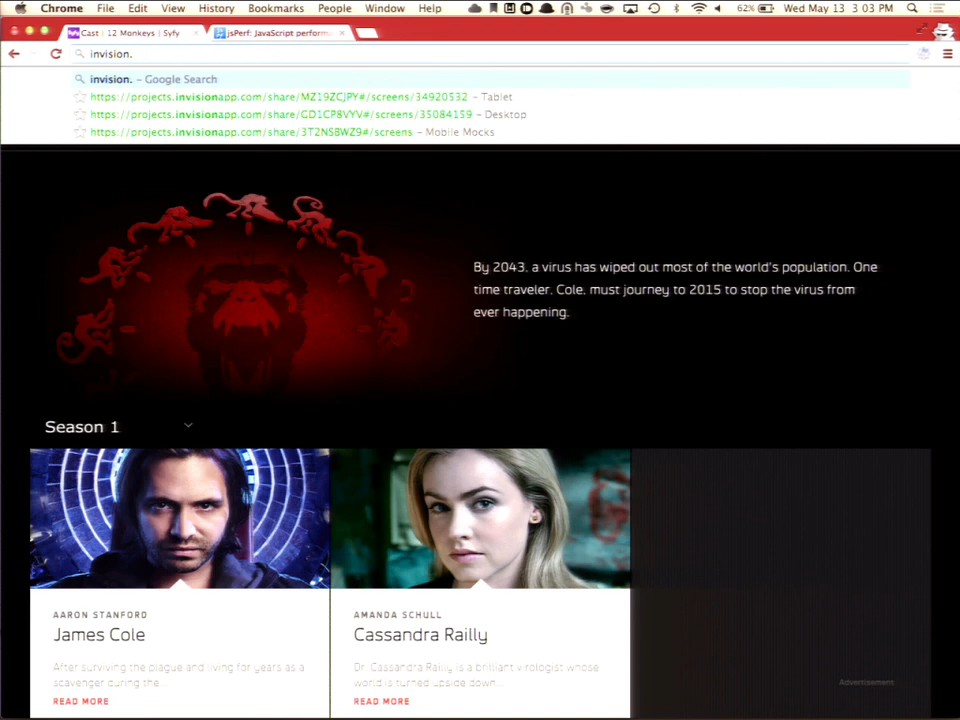 Chrome File Edit View History Bookmarks People Window Help 62% Wed May 13 3 03 PM
Cast | 12 Monkeys | Syfy × jsPerf: JavaScript perform ×
invision.
invision. – Google Search
https://projects.invisionapp.com/share/MZ19ZCJPY#/screens/34920532 – Tablet
https://projects.invisionapp.com/share/GD1CP8VYV#/screens/35084159 – Desktop
https://projects.invisionapp.com/share/3T2NS8WZ9#/screens – Mobile Mocks
By 2043, a virus has wiped out most of the world's population. One
time traveler, Cole, must journey to 2015 to stop the virus from
ever happening.
Season 1
AARON STANFORD
James Cole
After surviving the plague and living for years as a
scavenger during the...
READ MORE
AMANDA SCHULL
Cassandra Railly
Dr. Cassandra Railly is a brilliant virologist whose
world is turned upside down...
READ MORE
Advertisement